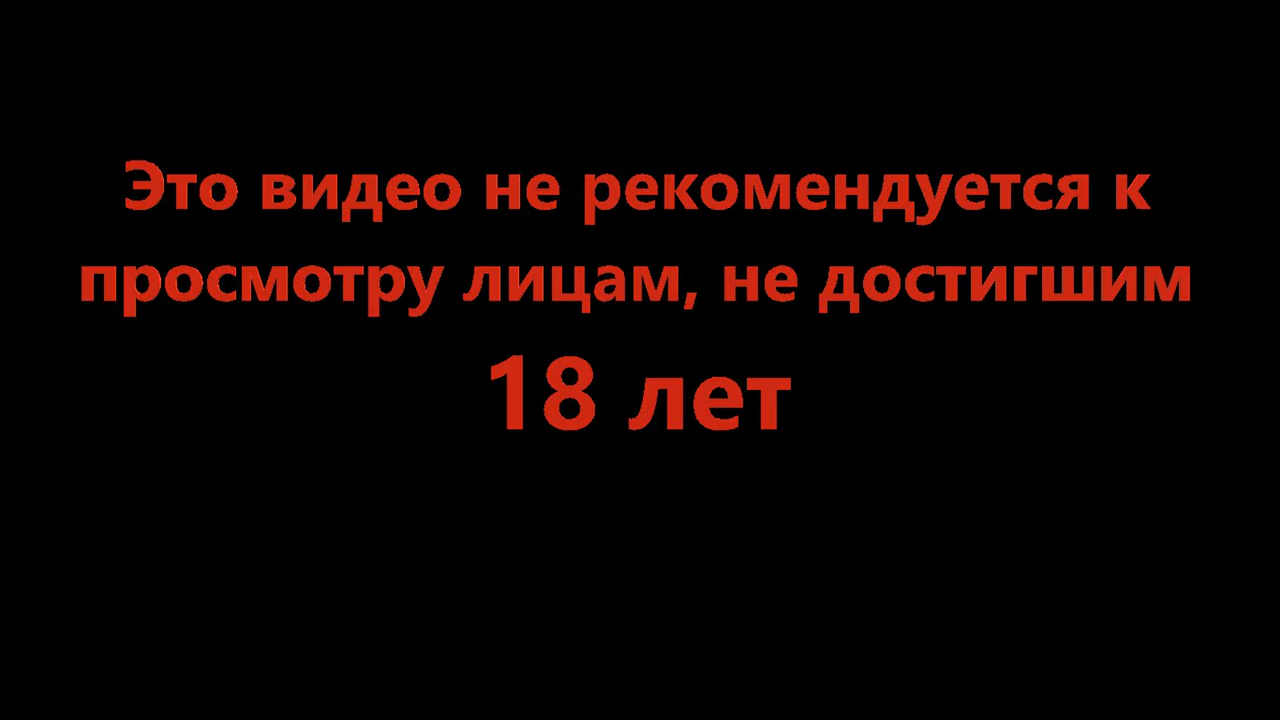 Это видео не рекомендуется к
просмотру лицам, не достигшим
18 лет